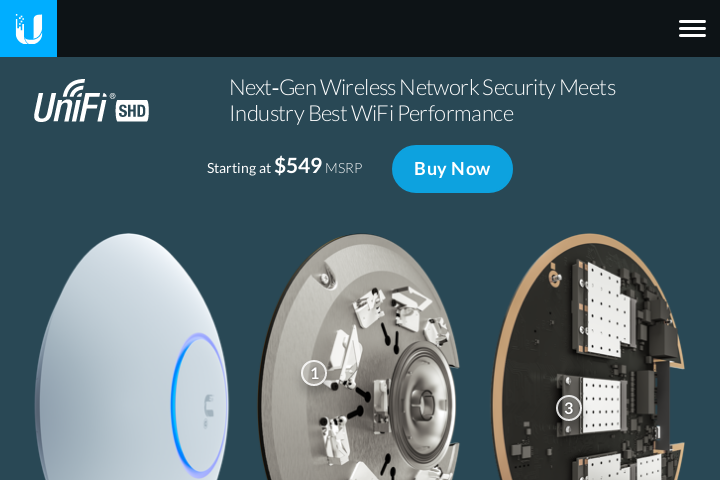 UniFi® SHD
Next-Gen Wireless Network Security Meets
Industry Best WiFi Performance
Starting at $549 MSRP
Buy Now
1
3